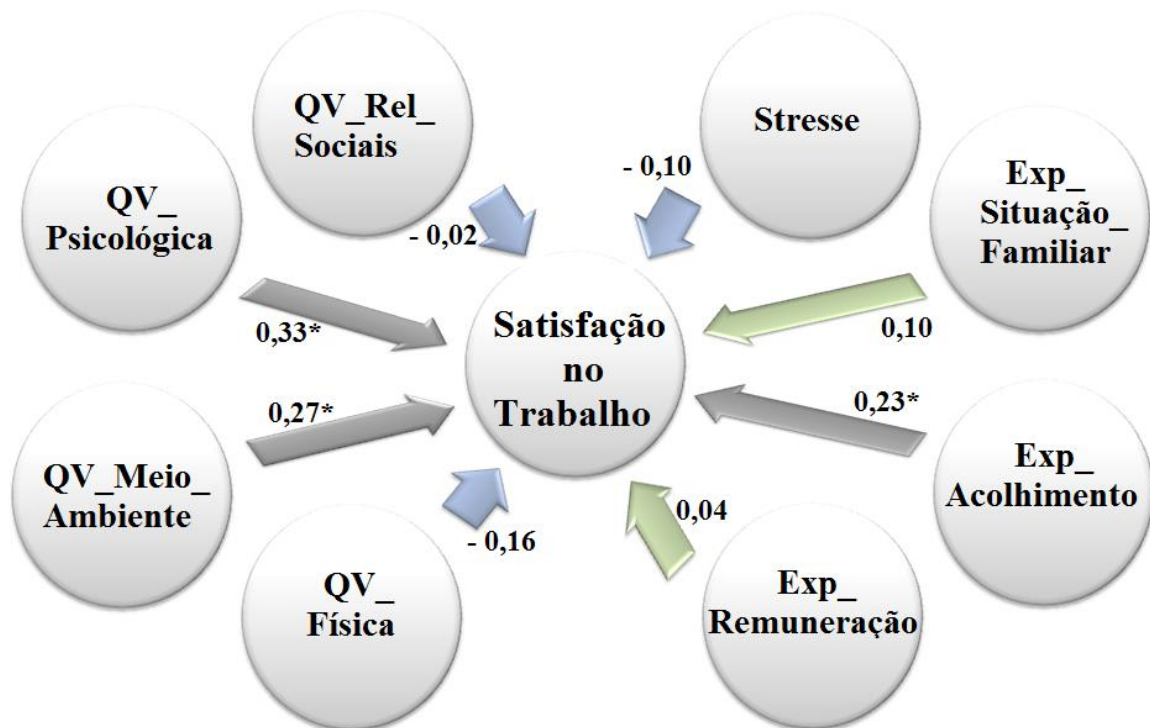 QV_Rel_
Sociais
- 0,02
Stresse
- 0,10
QV_
Psicológica
0,33*
Exp_
Situação_
Familiar
0,10
Satisfação
no
Trabalho
QV_Meio_
Ambiente
0,27*
Exp_
Acolhimento
0,23*
QV_
Física
- 0,16
Exp_
Remuneração
0,04